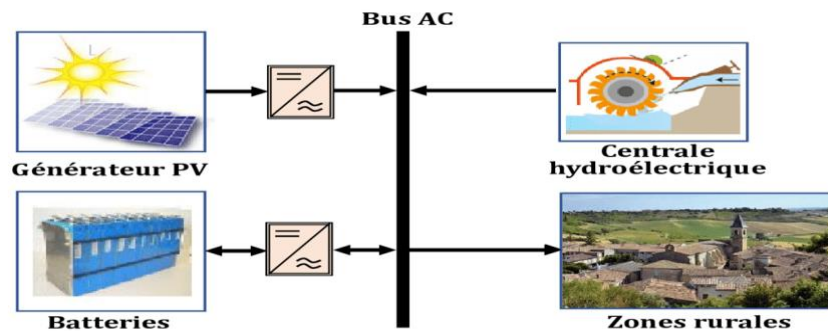 Bus AC
Générateur PV
Centrale
hydroélectrique
Batteries
Zones rurales